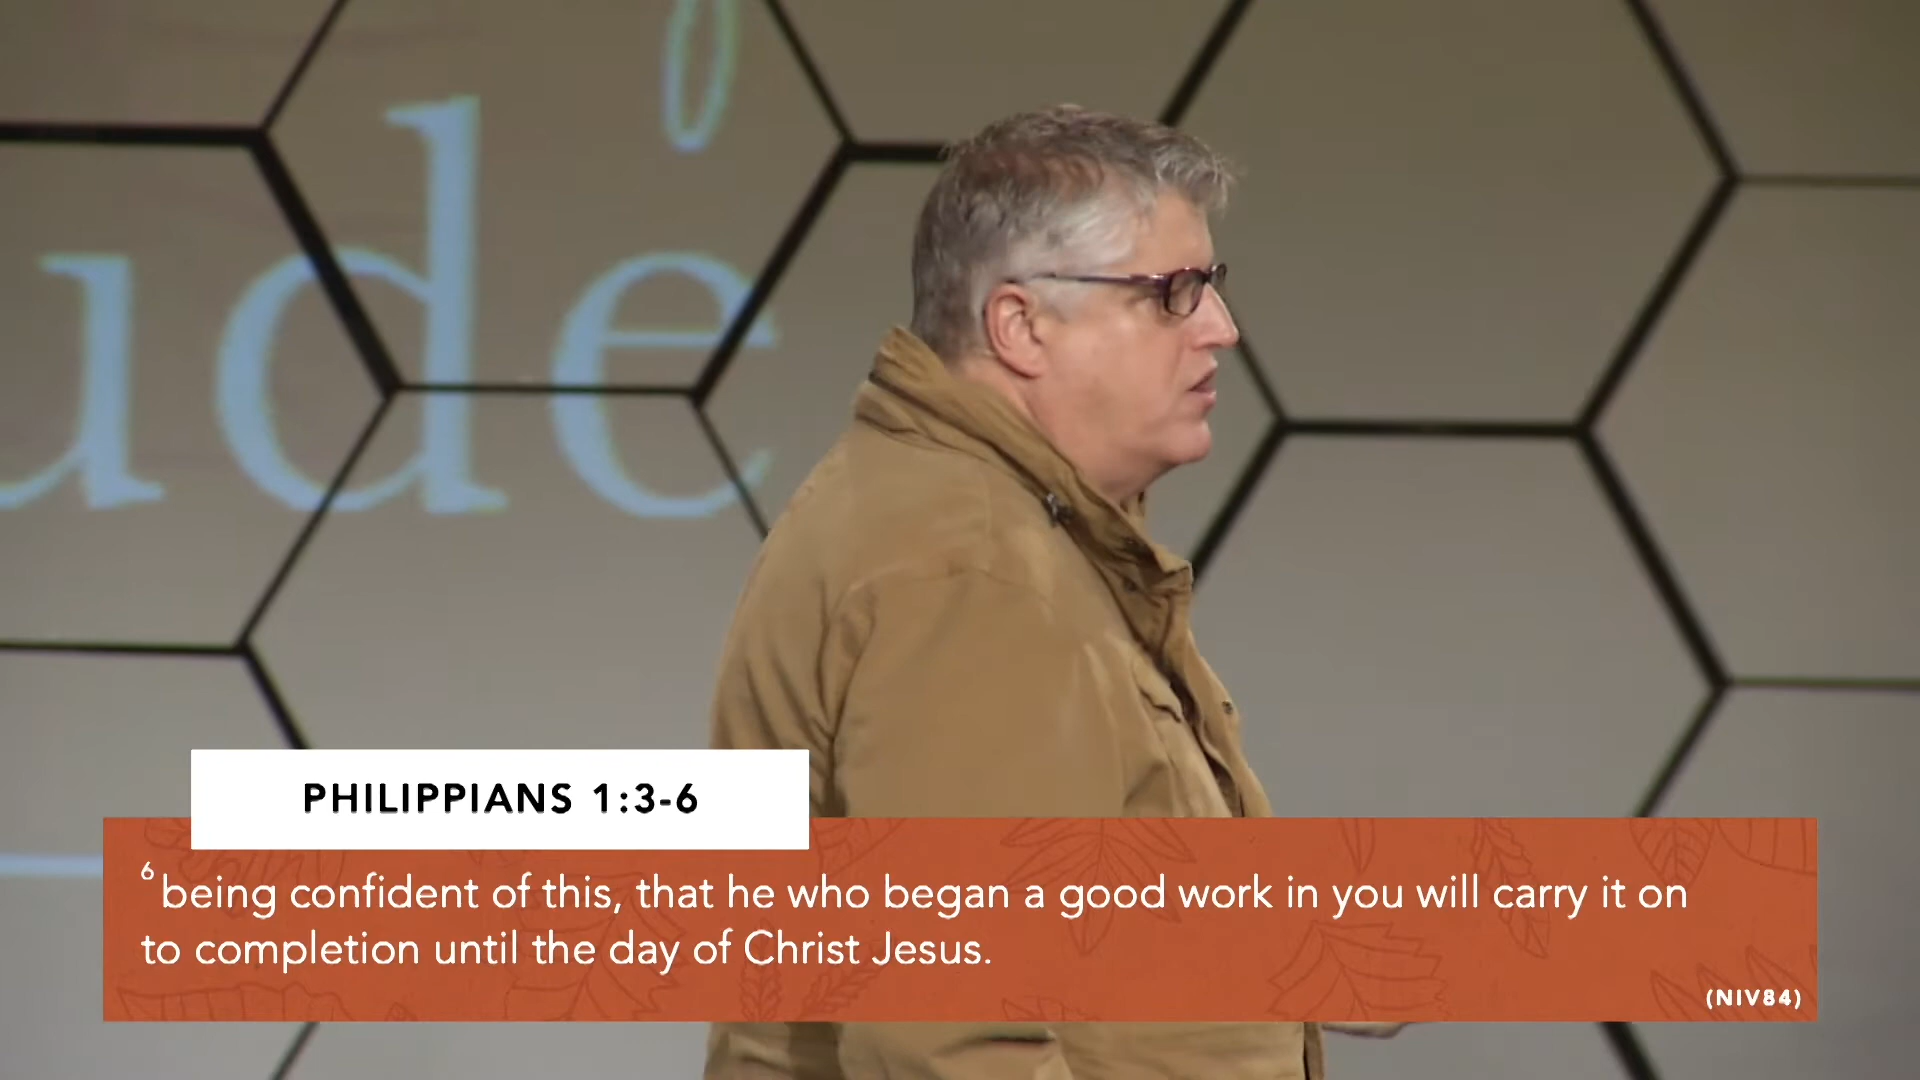 ude
PHILIPPIANS 1:3-6
6 being confident of this, that he who began a good work in you will carry it on
to completion until the day of Christ Jesus.
(NIV84)